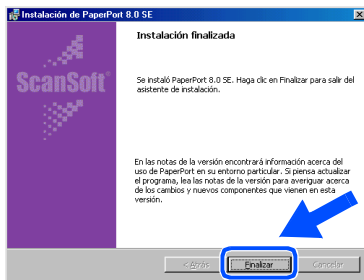 Instalación de PaperPort 8.0 SE
Instalación finalizada
ScanSoft®
Se instaló PaperPort 8.0 SE. Haga clic en Finalizar para salir del
asistente de instalación.
En las notas de la versión encontrará información acerca del
uso de PaperPort en su entorno particular. Si piensa actualizar
el programa, lea las notas de la versión para averiguar acerca
de los cambios y nuevos componentes que vienen en esta
versión.
< Atrás Finalizar Cancelar